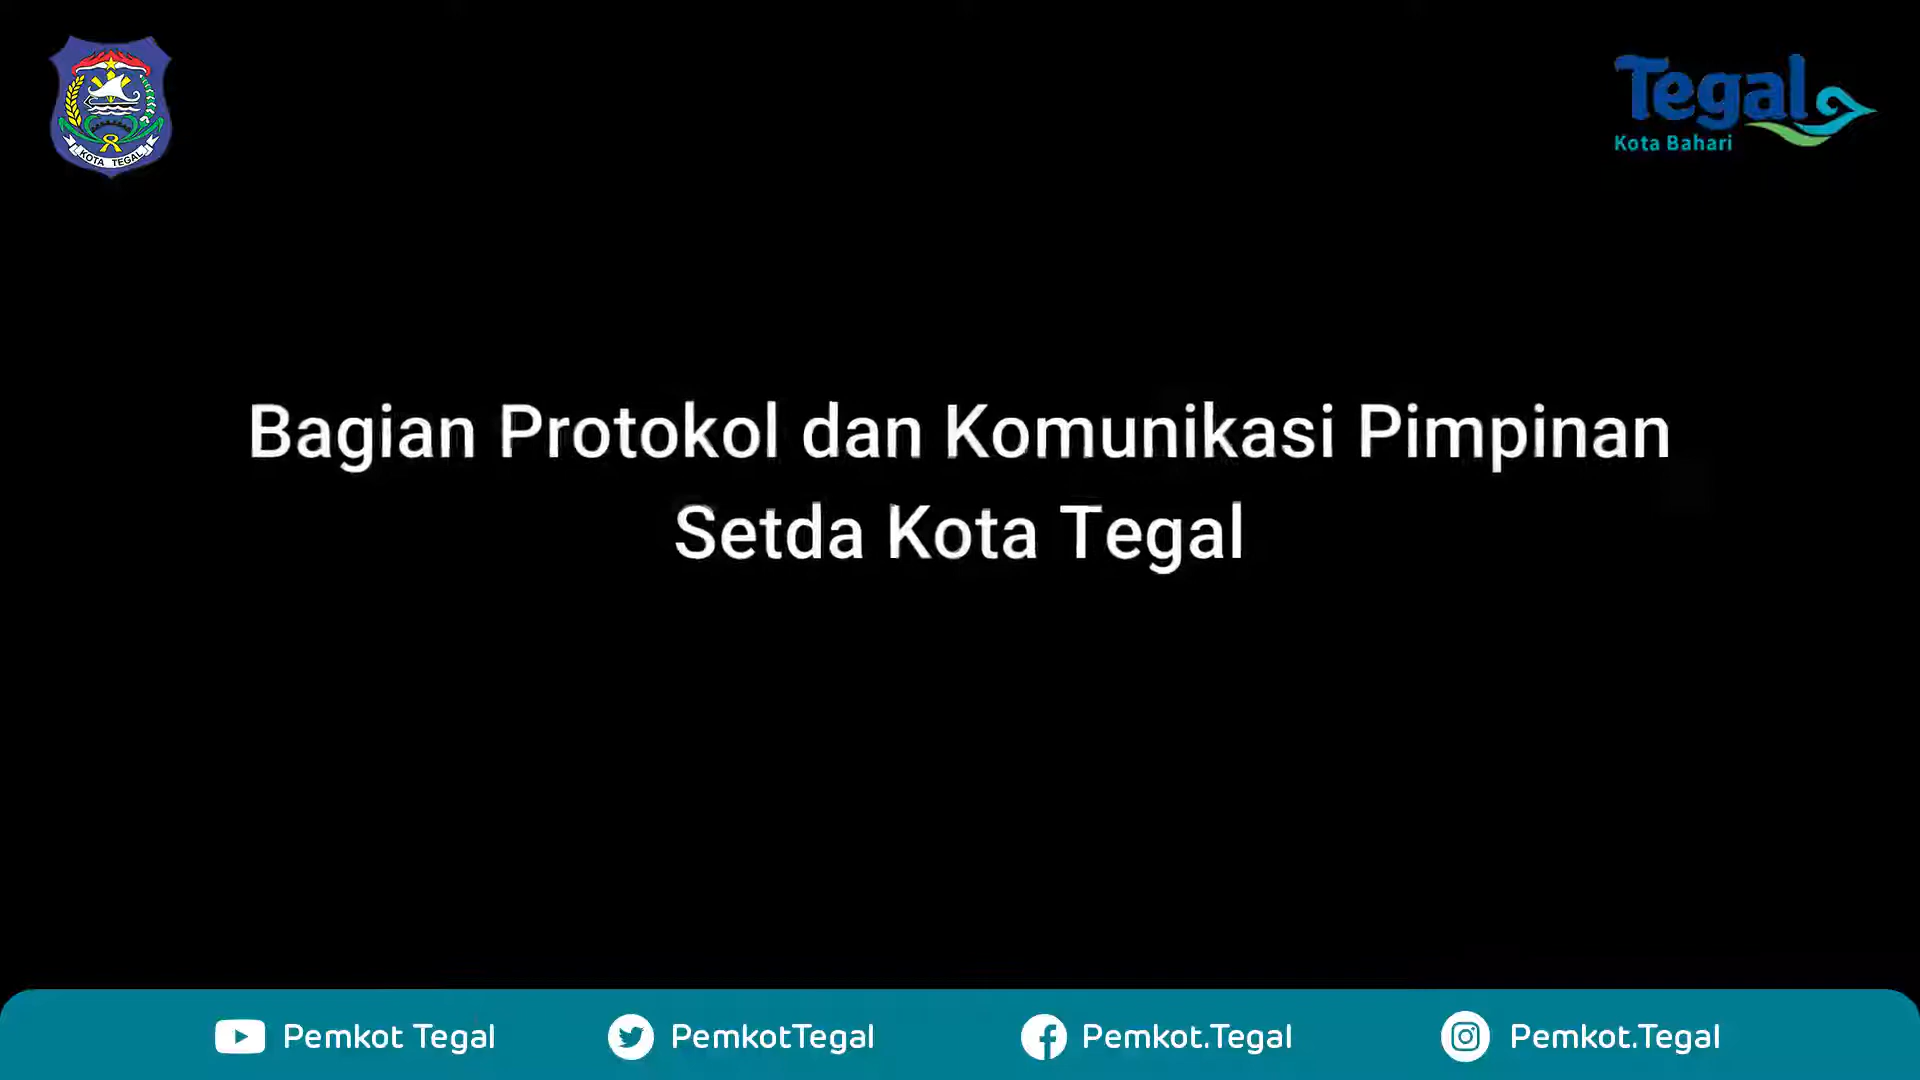 KOTA TEGAL
Tegal
Kota Bahari
Bagian Protokol dan Komunikasi Pimpinan
Setda Kota Tegal
Pemkot Tegal
PemkotTegal
Pemkot.Tegal
Pemkot.Tegal